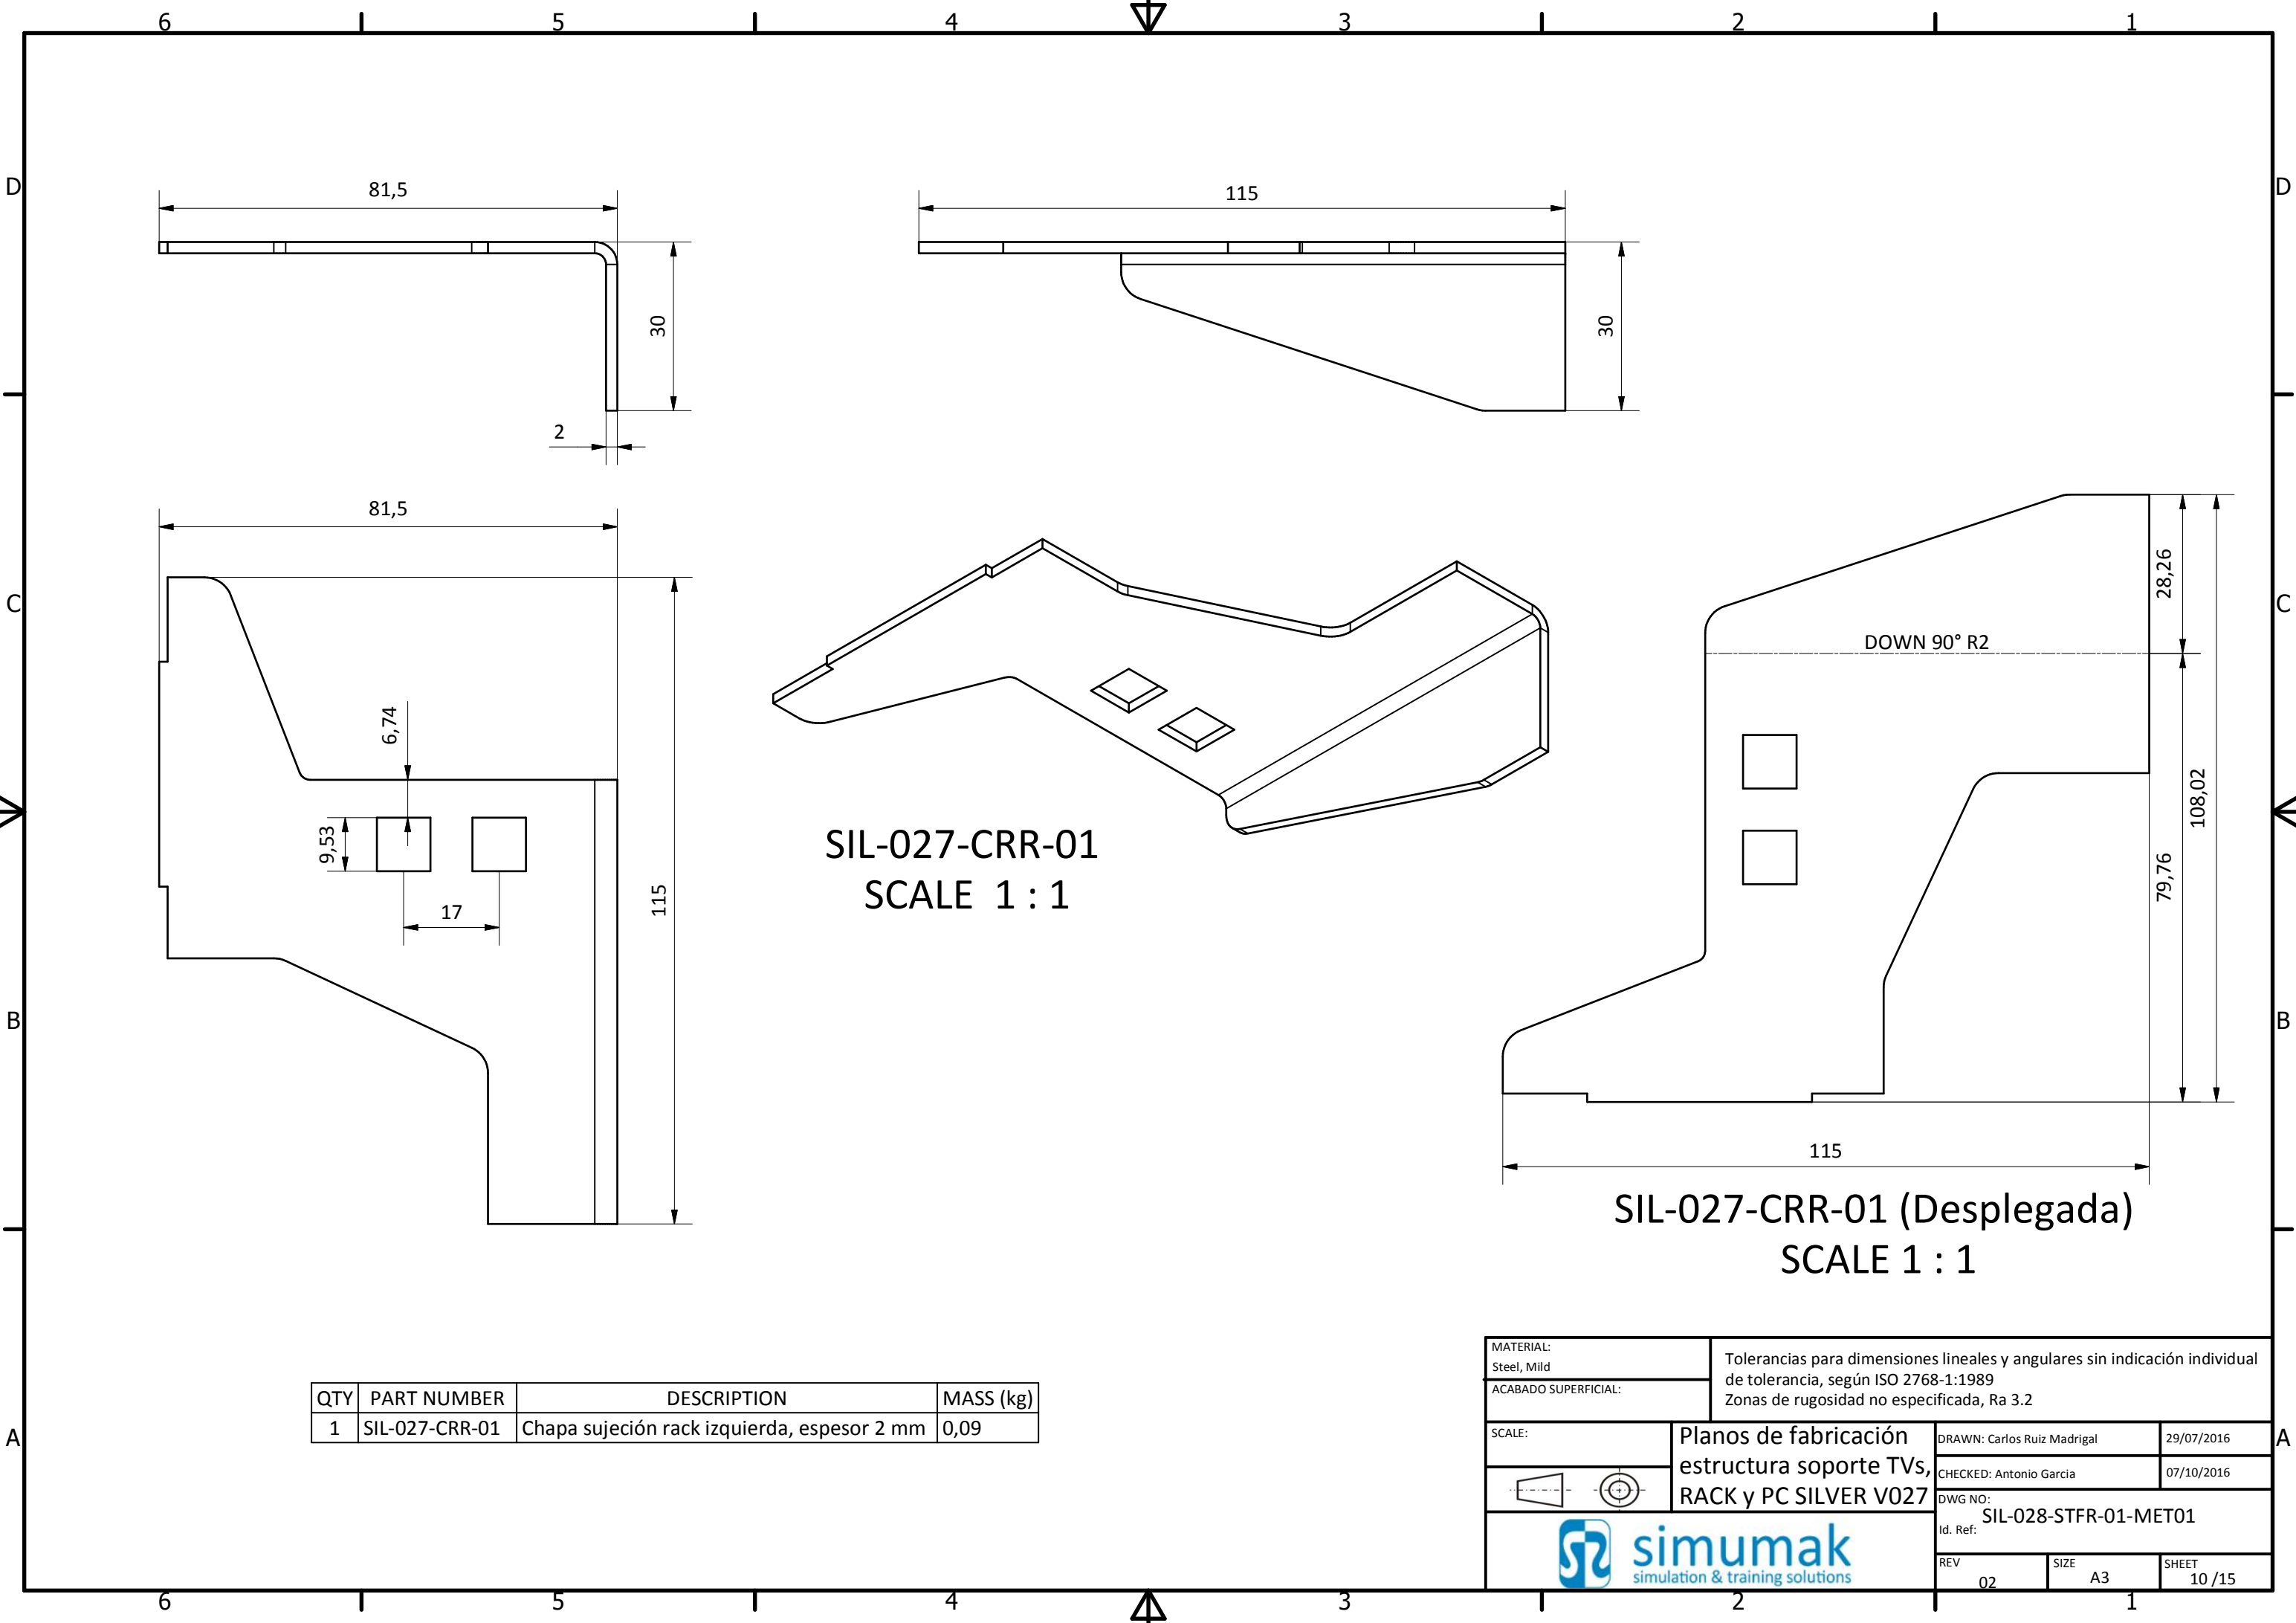 6 5 4 3 2 1
D D
81,5
115
30
30
2
81,5
28,26
C C
DOWN 90° R2
6,74
9,53
17
115
108,02
79,76
SIL-027-CRR-01
SCALE 1 : 1
B B
115
SIL-027-CRR-01 (Desplegada)
SCALE 1 : 1
QTY PART NUMBER DESCRIPTION MASS (kg)
1 SIL-027-CRR-01 Chapa sujeción rack izquierda, espesor 2 mm 0,09
A A
MATERIAL:
Steel, Mild
ACABADO SUPERFICIAL:
Tolerancias para dimensiones lineales y angulares sin indicación individual
de tolerancia, según ISO 2768-1:1989
Zonas de rugosidad no especificada, Ra 3.2
SCALE:
Planos de fabricación
estructura soporte TVs,
RACK y PC SILVER V027
DRAWN: Carlos Ruiz Madrigal 29/07/2016
CHECKED: Antonio Garcia 07/10/2016
DWG NO:
Id. Ref: SIL-028-STFR-01-MET01
simumak
simulation & training solutions
REV 02
SIZE A3
SHEET 10 /15
6 5 4 3 2 1